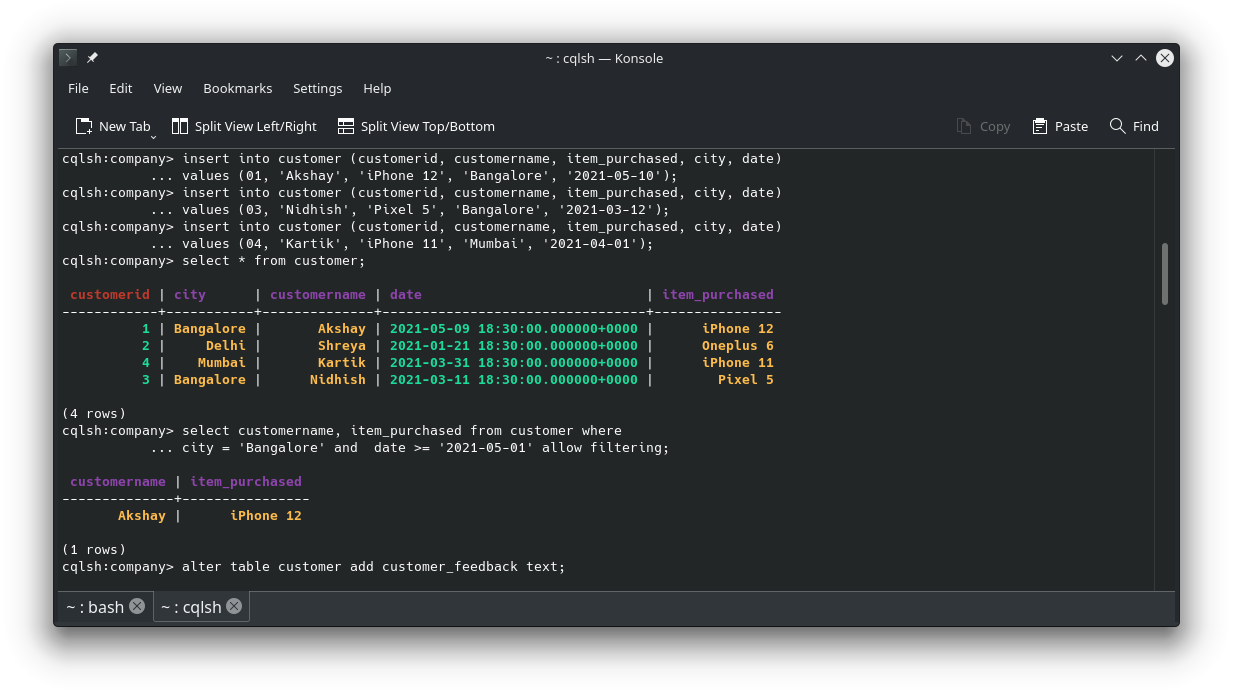 ~ : cqlsh — Konsole
File Edit View Bookmarks Settings Help
New Tab Split View Left/Right Split View Top/Bottom Copy Paste Find
cqlsh:company> insert into customer (customerid, customername, item_purchased, city, date)
           ... values (01, 'Akshay', 'iPhone 12', 'Bangalore', '2021-05-10');
cqlsh:company> insert into customer (customerid, customername, item_purchased, city, date)
           ... values (03, 'Nidhish', 'Pixel 5', 'Bangalore', '2021-03-12');
cqlsh:company> insert into customer (customerid, customername, item_purchased, city, date)
           ... values (04, 'Kartik', 'iPhone 11', 'Mumbai', '2021-04-01');
cqlsh:company> select * from customer;
 customerid | city      | customername | date                            | item_purchased
------------+-----------+--------------+---------------------------------+----------------
          1 | Bangalore |       Akshay | 2021-05-09 18:30:00.000000+0000 |      iPhone 12
          2 |     Delhi |       Shreya | 2021-01-21 18:30:00.000000+0000 |      Oneplus 6
          4 |    Mumbai |       Kartik | 2021-03-31 18:30:00.000000+0000 |      iPhone 11
          3 | Bangalore |      Nidhish | 2021-03-11 18:30:00.000000+0000 |        Pixel 5
(4 rows)
cqlsh:company> select customername, item_purchased from customer where
           ... city = 'Bangalore' and  date >= '2021-05-01' allow filtering;
 customername | item_purchased
--------------+----------------
       Akshay |      iPhone 12
(1 rows)
cqlsh:company> alter table customer add customer_feedback text;
~ : bash ~ : cqlsh